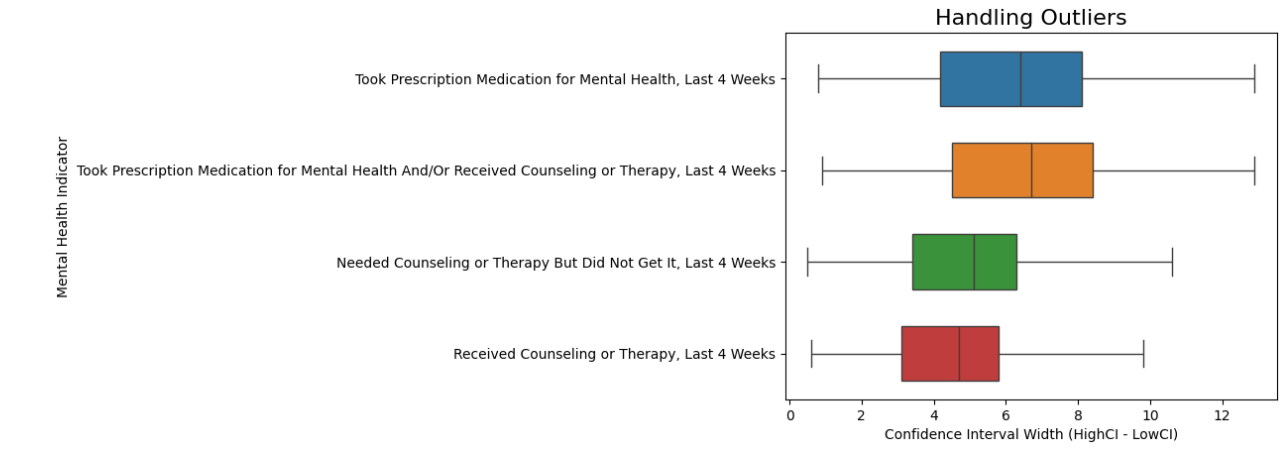 Handling Outliers
Mental Health Indicator
Took Prescription Medication for Mental Health, Last 4 Weeks
Took Prescription Medication for Mental Health And/Or Received Counseling or Therapy, Last 4 Weeks
Needed Counseling or Therapy But Did Not Get It, Last 4 Weeks
Received Counseling or Therapy, Last 4 Weeks
0 2 4 6 8 10 12
Confidence Interval Width (HighCI - LowCI)